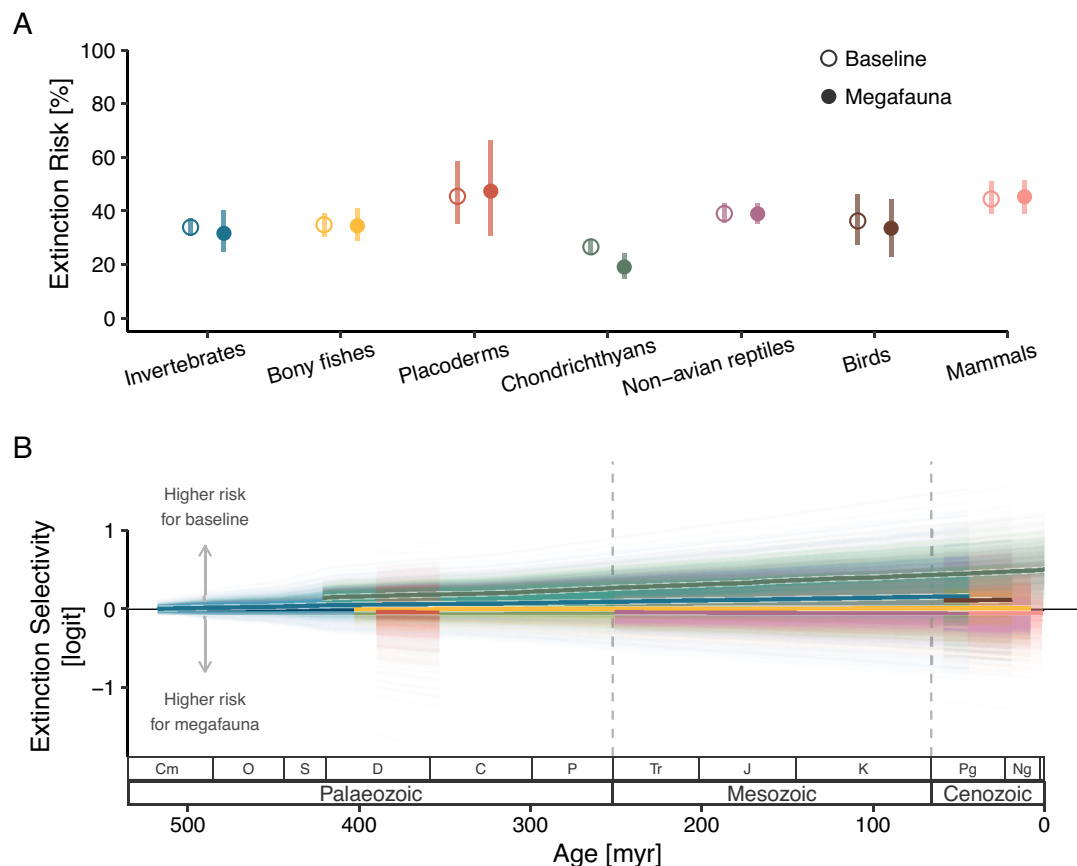 A
Extinction Risk [%]
100
80
60
40
20
0
Baseline
Megafauna
Invertebrates
Bony fishes
Placoderms
Chondrichthyans
Non−avian reptiles
Birds
Mammals
B
Extinction Selectivity
[logit]
1
0
−1
Higher risk
for baseline
Higher risk
for megafauna
Cm O S D C P Tr J K Pg Ng
Palaeozoic Mesozoic Cenozoic
500 400 300 200 100 0
Age [myr]